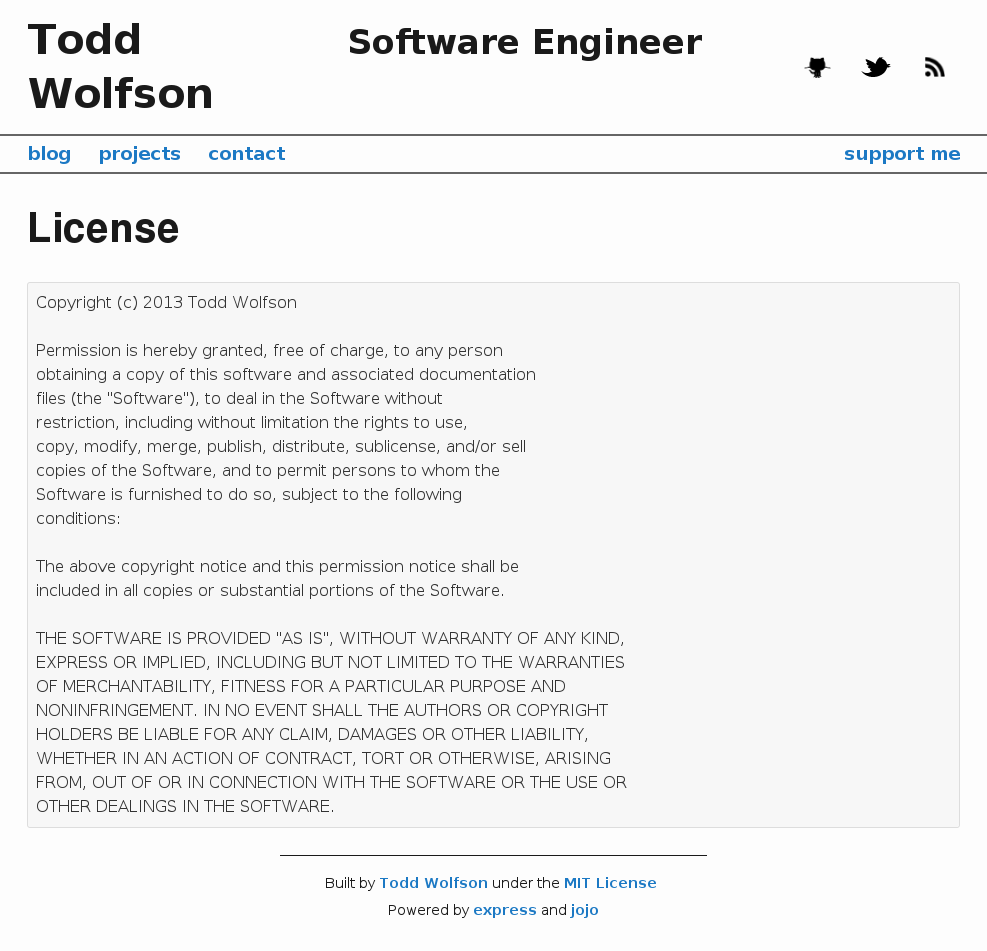 Todd
Wolfson
Software Engineer
blog projects contact support me
License
Copyright (c) 2013 Todd Wolfson
Permission is hereby granted, free of charge, to any person
obtaining a copy of this software and associated documentation
files (the "Software"), to deal in the Software without
restriction, including without limitation the rights to use,
copy, modify, merge, publish, distribute, sublicense, and/or sell
copies of the Software, and to permit persons to whom the
Software is furnished to do so, subject to the following
conditions:
The above copyright notice and this permission notice shall be
included in all copies or substantial portions of the Software.
THE SOFTWARE IS PROVIDED "AS IS", WITHOUT WARRANTY OF ANY KIND,
EXPRESS OR IMPLIED, INCLUDING BUT NOT LIMITED TO THE WARRANTIES
OF MERCHANTABILITY, FITNESS FOR A PARTICULAR PURPOSE AND
NONINFRINGEMENT. IN NO EVENT SHALL THE AUTHORS OR COPYRIGHT
HOLDERS BE LIABLE FOR ANY CLAIM, DAMAGES OR OTHER LIABILITY,
WHETHER IN AN ACTION OF CONTRACT, TORT OR OTHERWISE, ARISING
FROM, OUT OF OR IN CONNECTION WITH THE SOFTWARE OR THE USE OR
OTHER DEALINGS IN THE SOFTWARE.
Built by Todd Wolfson under the MIT License
Powered by express and jojo